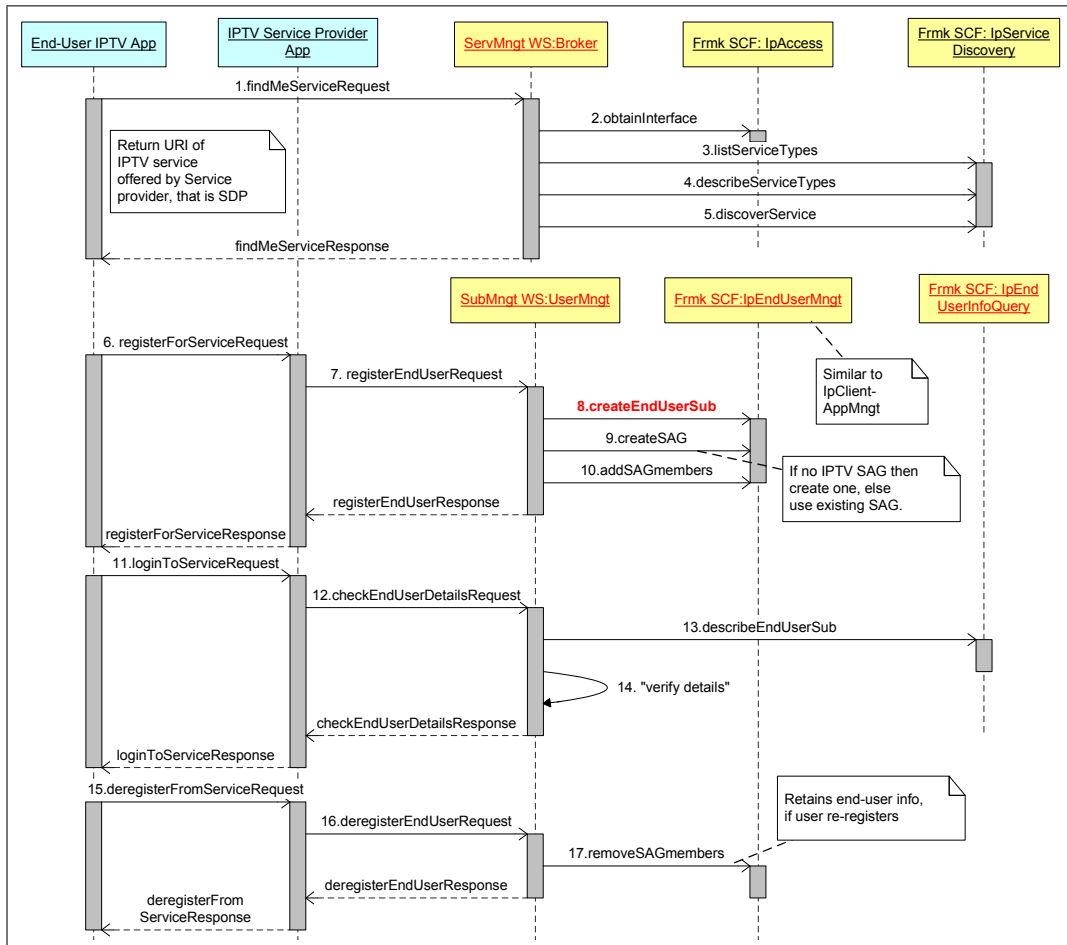 End-User IPTV App
IPTV Service Provider
App
ServMngt WS:Broker
Frmk SCF: IpAccess
Frmk SCF: IpService
Discovery
1.findMeServiceRequest
2.obtainInterface
Return URI of
IPTV service
offered by Service
provider, that is SDP
3.listServiceTypes
4.describeServiceTypes
5.discoverService
findMeServiceResponse
SubMngt WS:UserMngt
Frmk SCF:IpEndUserMngt
Frmk SCF: IpEnd
UserInfoQuery
6. registerForServiceRequest
7. registerEndUserRequest
Similar to
IpClient-
AppMngt
8.createEndUserSub
9.createSAG
10.addSAGmembers
If no IPTV SAG then
create one, else
use existing SAG.
registerEndUserResponse
registerForServiceResponse
11.loginToServiceRequest
12.checkEndUserDetailsRequest
13.describeEndUserSub
14. "verify details"
checkEndUserDetailsResponse
loginToServiceResponse
15.deregisterFromServiceRequest
Retains end-user info,
if user re-registers
16.deregisterEndUserRequest
17.removeSAGmembers
deregisterEndUserResponse
deregisterFrom
ServiceResponse